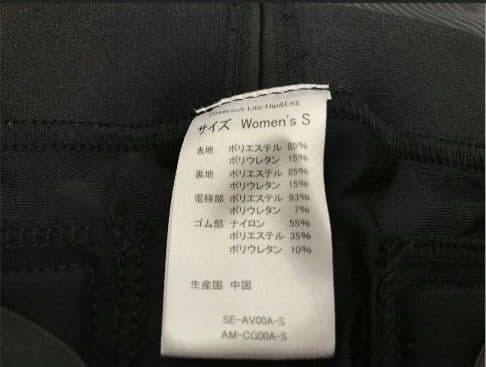 Powersuit Lite Hip&Leg
サイズ Women's S
表地 ポリエステル 85%
ポリウレタン 15%
裏地 ポリエステル 85%
ポリウレタン 15%
電極部 ポリエステル 93%
ポリウレタン 7%
ゴム部 ナイロン 55%
ポリエステル 35%
ポリウレタン 10%
生産国 中国
SE-AV00A-S
AM-CG00A-S